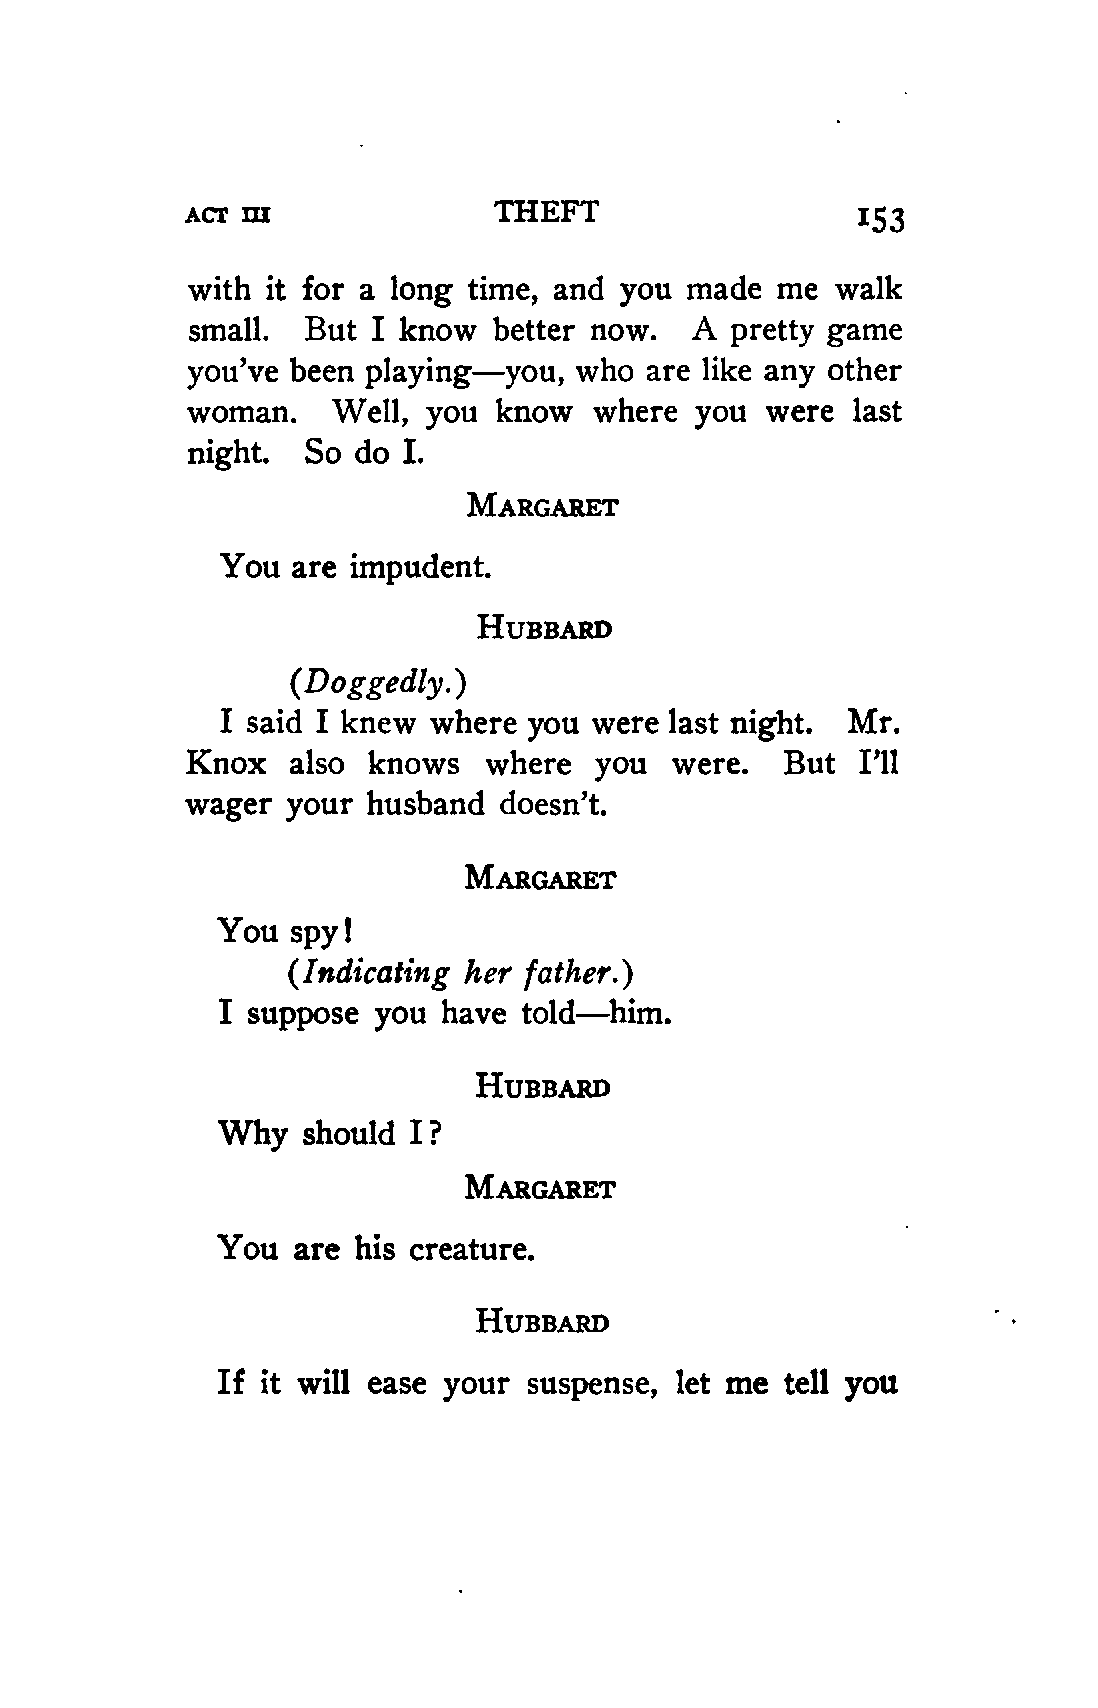 ACT III THEFT 153
with it for a long time, and you made me walk
small. But I know better now. A pretty game
you've been playing—you, who are like any other
woman. Well, you know where you were last
night. So do I.
MARGARET
You are impudent.
HUBBARD
(Doggedly.)
I said I knew where you were last night. Mr.
Knox also knows where you were. But I'll
wager your husband doesn't.
MARGARET
You spy!
(Indicating her father.)
I suppose you have told—him.
HUBBARD
Why should I?
MARGARET
You are his creature.
HUBBARD
If it will ease your suspense, let me tell you